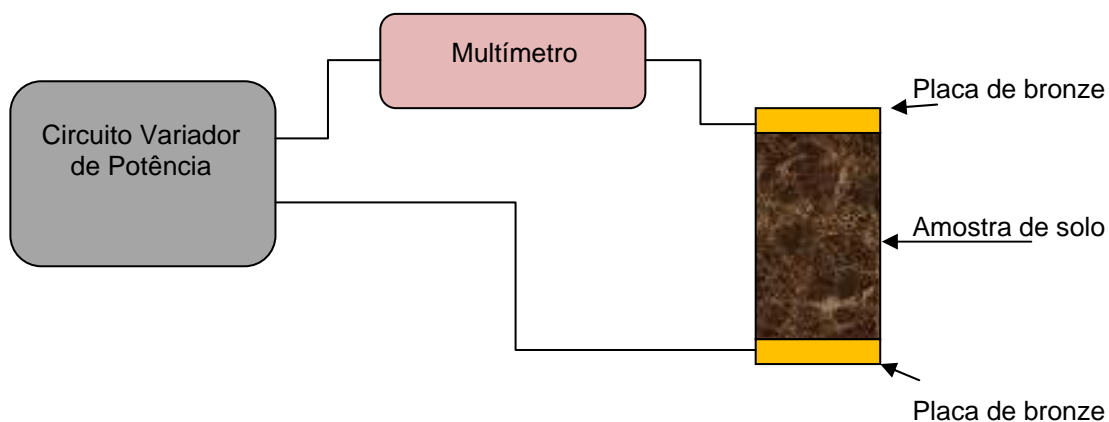 Multímetro
Circuito Variador
de Potência
Placa de bronze
Amostra de solo
Placa de bronze